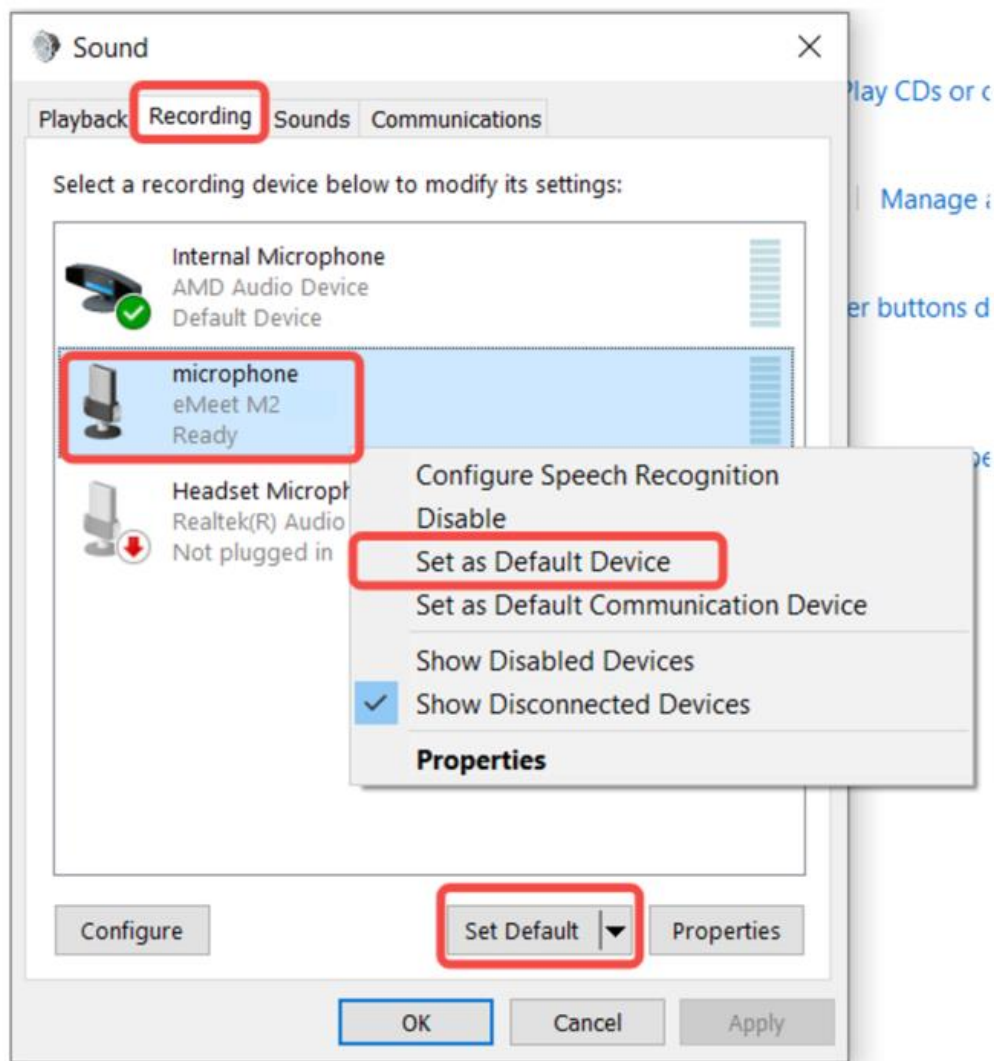 Sound
Play CDs or
Playback Recording Sounds Communications
Select a recording device below to modify its settings:
Manage
Internal Microphone
AMD Audio Device
Default Device
er buttons d
microphone
eMeet M2
Ready
Headset Microph
Realtek(R) Audio
Not plugged in
Configure Speech Recognition
Disable
Set as Default Device
Set as Default Communication Device
Show Disabled Devices
Show Disconnected Devices
Properties
Configure Set Default Properties
OK Cancel Apply